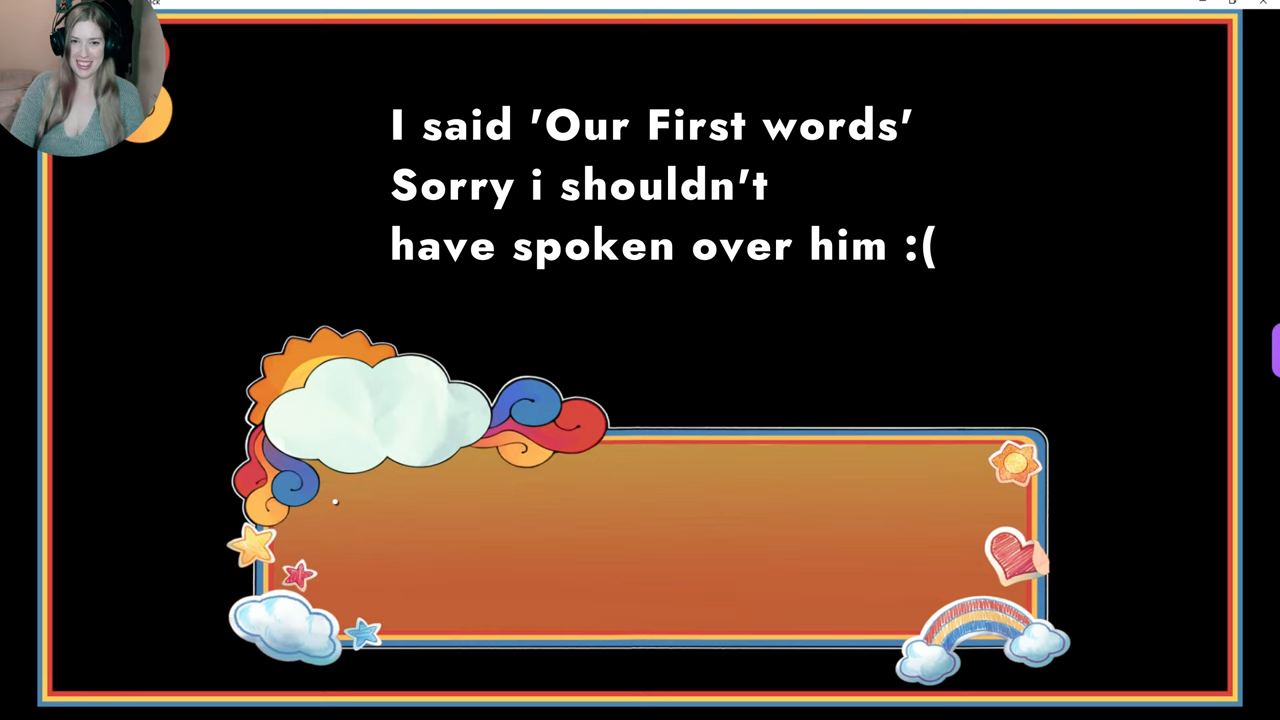 I said 'Our First words'
Sorry i shouldn't
have spoken over him :(